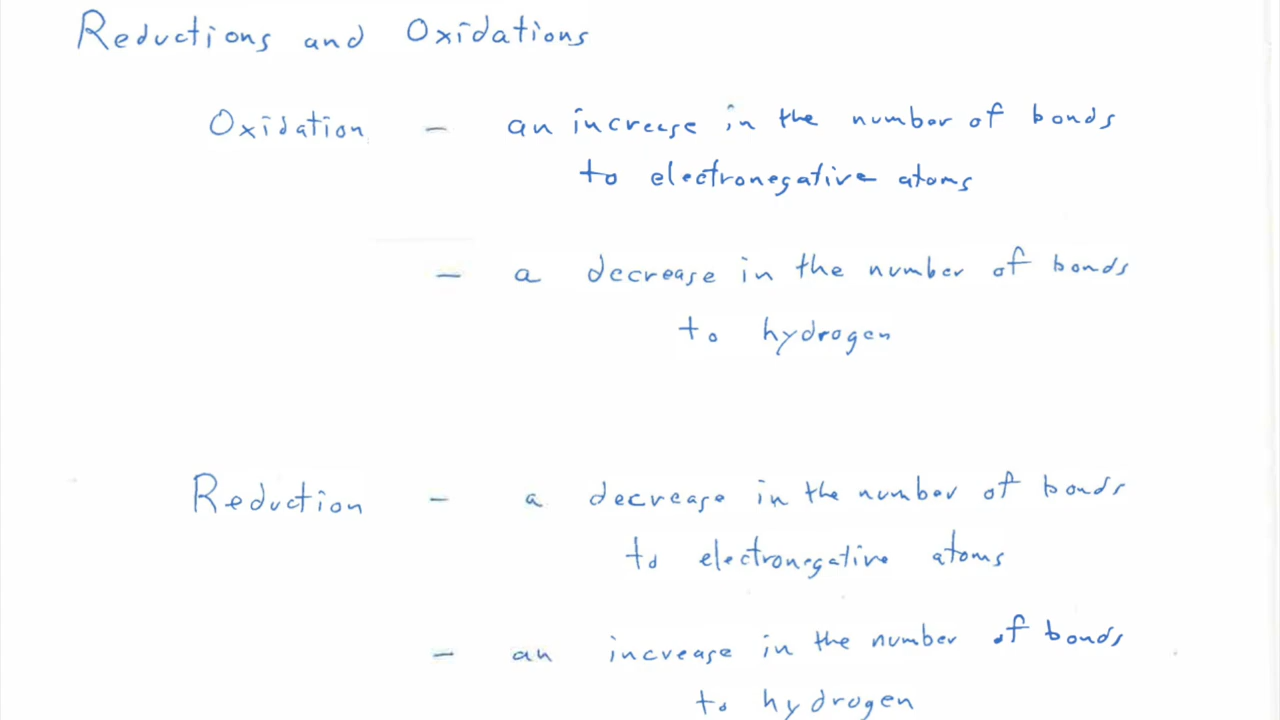 Reductions and Oxidations
Oxidation - an increase in the number of bonds
to electronegative atoms
- a decrease in the number of bonds
to hydrogen
Reduction - a decrease in the number of bonds
to electronegative atoms
- an increase in the number of bonds
to hydrogen